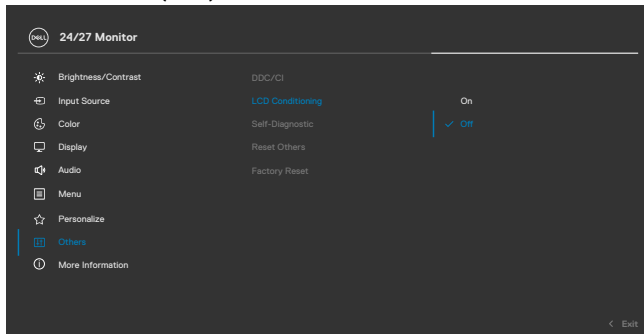 DELL 24/27 Monitor
Brightness/Contrast DDC/CI
Input Source LCD Conditioning On
Color Self-Diagnostic Off
Display Reset Others
Audio Factory Reset
Menu
Personalize
Others
More Information
Exit